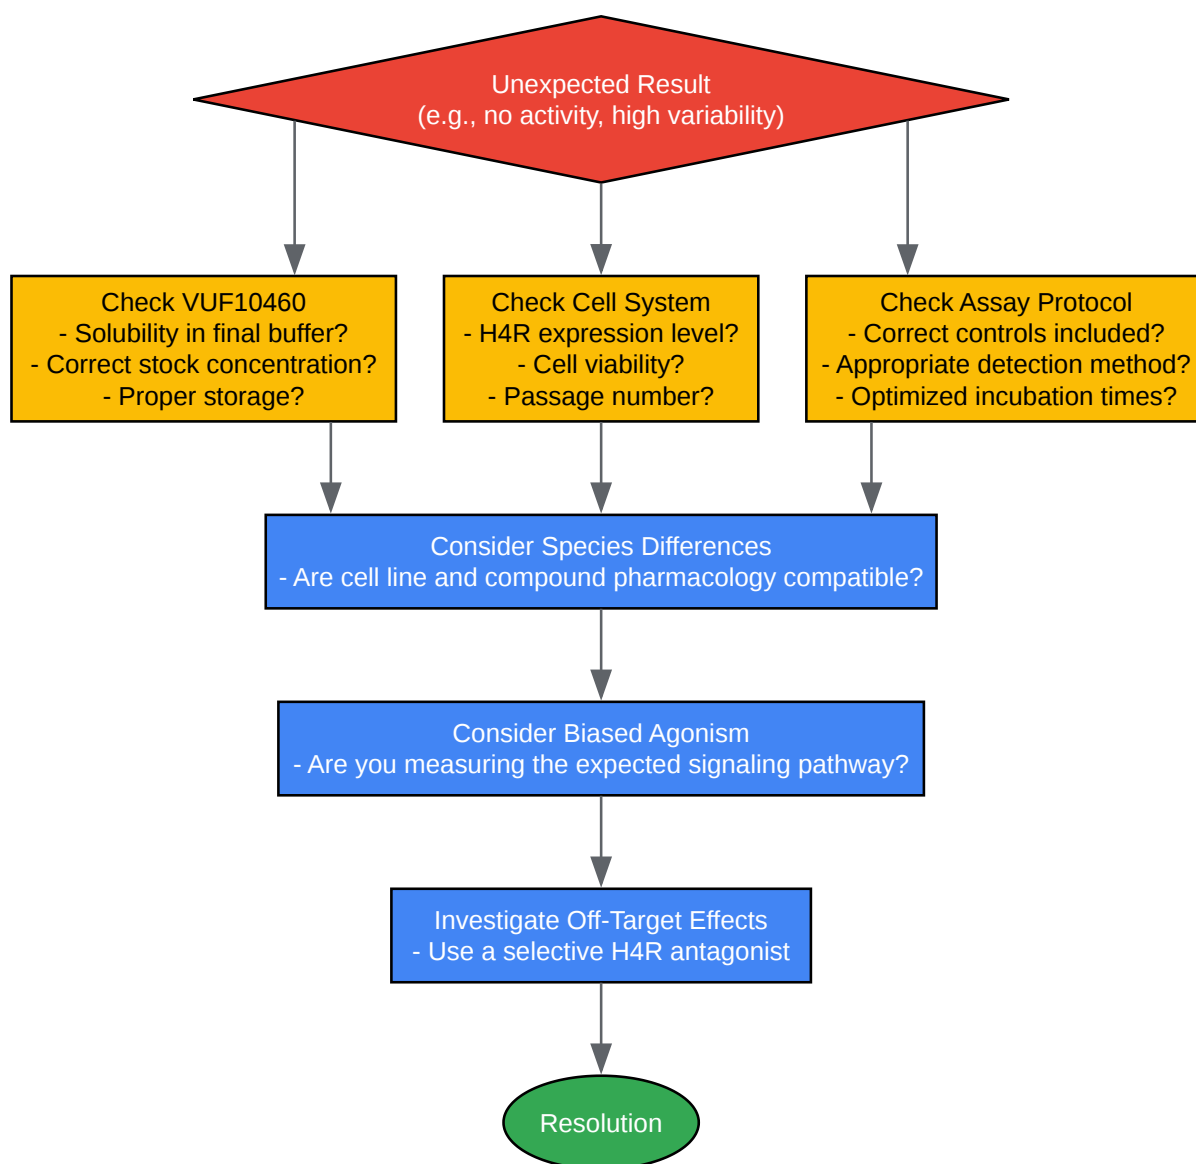 Unexpected Result
(e.g., no activity, high variability)
Check VUF10460
- Solubility in final buffer?
- Correct stock concentration?
- Proper storage?
Check Cell System
- H4R expression level?
- Cell viability?
- Passage number?
Check Assay Protocol
- Correct controls included?
- Appropriate detection method?
- Optimized incubation times?
Consider Species Differences
- Are cell line and compound pharmacology compatible?
Consider Biased Agonism
- Are you measuring the expected signaling pathway?
Investigate Off-Target Effects
- Use a selective H4R antagonist
Resolution